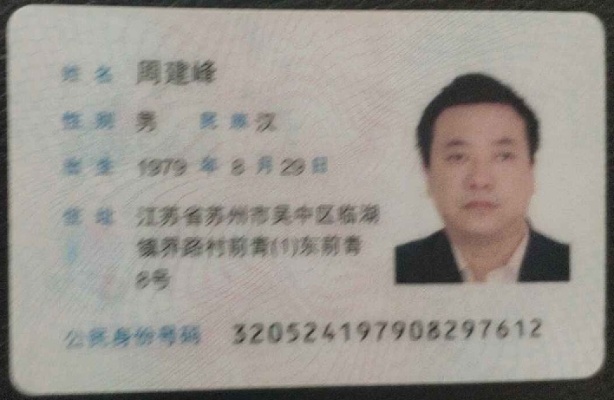 姓名 周建峰
性别 男 民族 汉
出生 1979 年 8 月 29 日
住址 江苏省苏州市吴中区临湖
镇界路村前青(1)东前青
8号
公民身份号码 320524197908297612